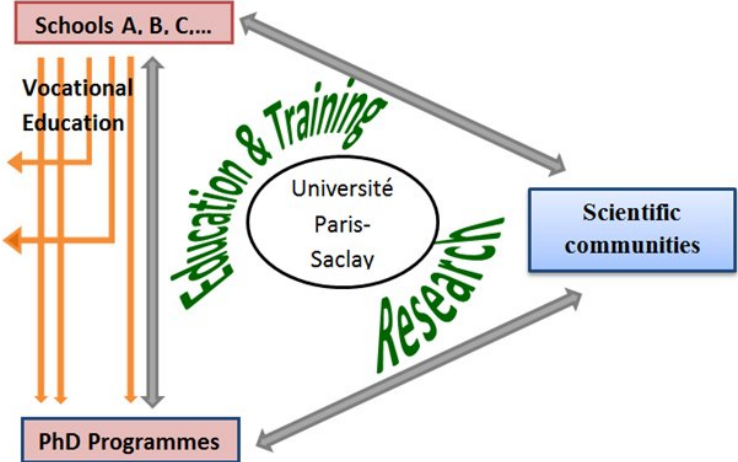 Schools A, B, C,...
Vocational
Education
Education & Training
Université
Paris-
Saclay
Research
Scientific
communities
PhD Programmes